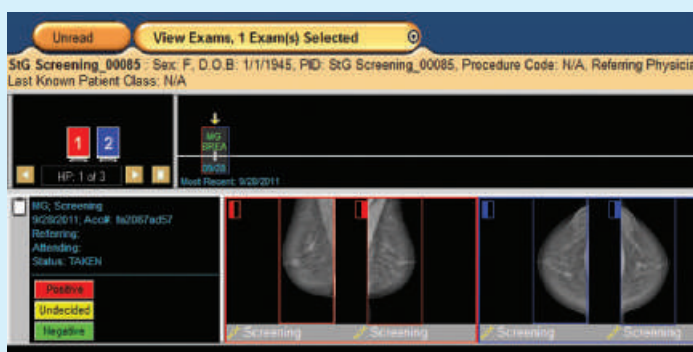 Unread
View Exams, 1 Exam(s) Selected
StG Screening_00085 : Sex: F, D.O.B: 1/1/1945, PID: StG Screening_00085, Procedure Code: N/A, Referring Physicia
Last Known Patient Class: N/A
1 2
HP: 1 of 3
MG
BREA
09/28
Most Recent: 9/28/2011
MG; Screening
9/28/2011; Acc#:
Referring:
Attending:
Status: TAKEN
Positive
Undecided
Negative
Screening Screening Screening Screening